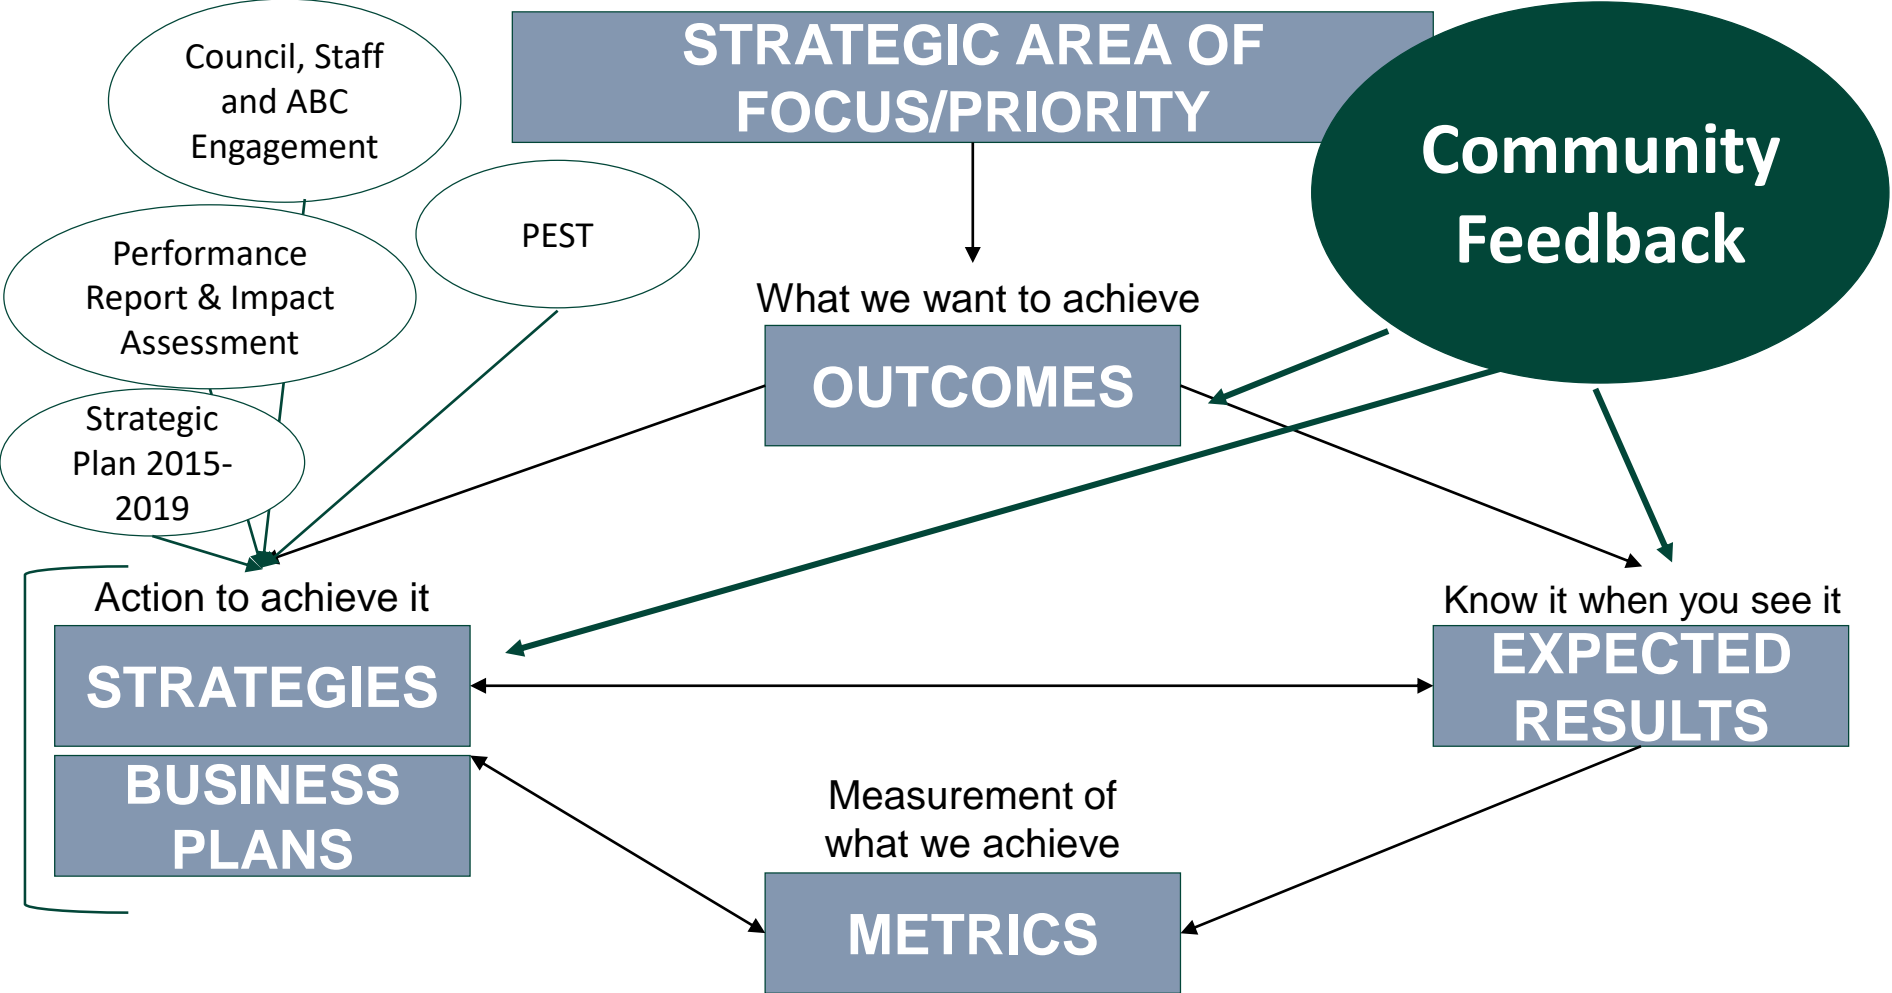 Council, Staff
and ABC
Engagement
STRATEGIC AREA OF
FOCUS/PRIORITY
Community
Feedback
Performance
Report & Impact
Assessment
PEST
What we want to achieve
OUTCOMES
Strategic
Plan 2015-
2019
Action to achieve it
STRATEGIES
BUSINESS
PLANS
Know it when you see it
EXPECTED
RESULTS
Measurement of
what we achieve
METRICS